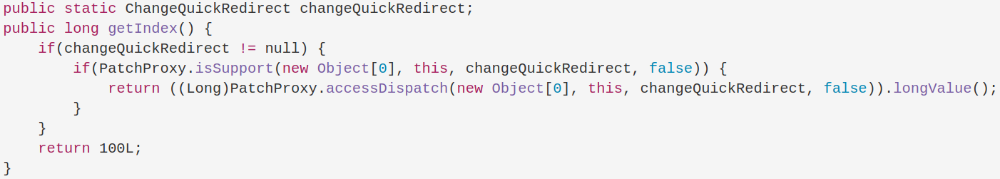 public static ChangeQuickRedirect changeQuickRedirect;
public long getIndex() {
    if(changeQuickRedirect != null) {
        if(PatchProxy.isSupport(new Object[0], this, changeQuickRedirect, false)) {
            return ((Long)PatchProxy.accessDispatch(new Object[0], this, changeQuickRedirect, false)).longValue();
        }
    }
    return 100L;
}